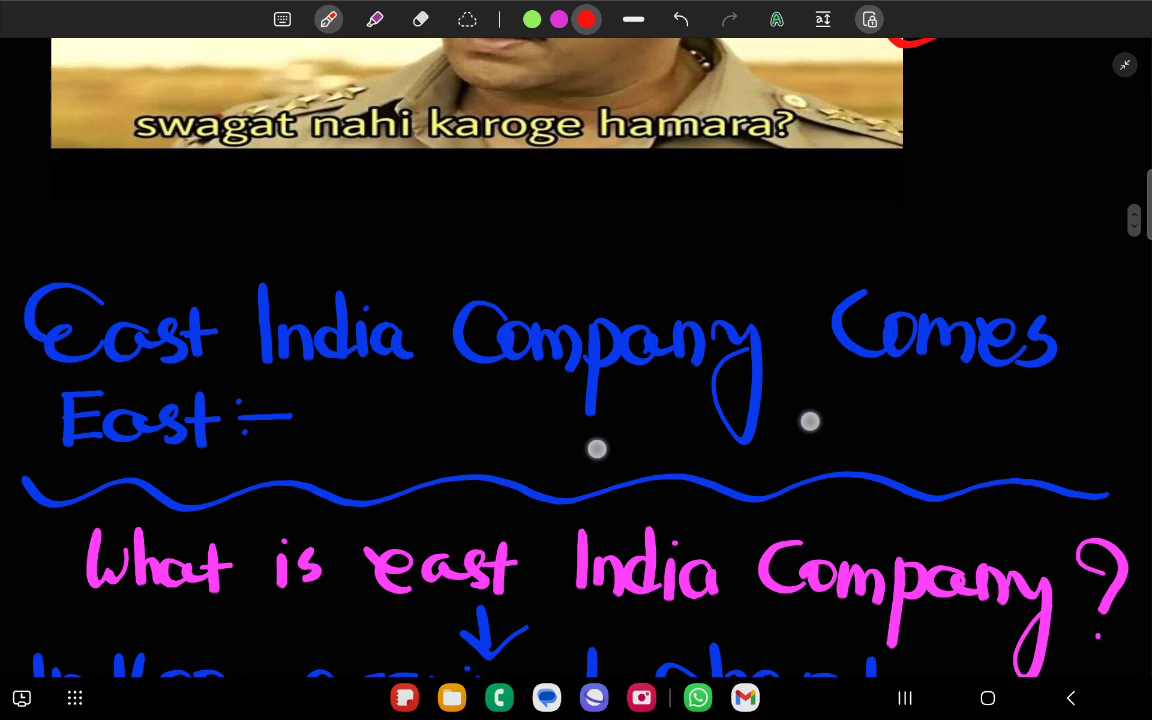 swagat nahi karoge hamara?
East India Company Comes
East :-
What is east India Company ?